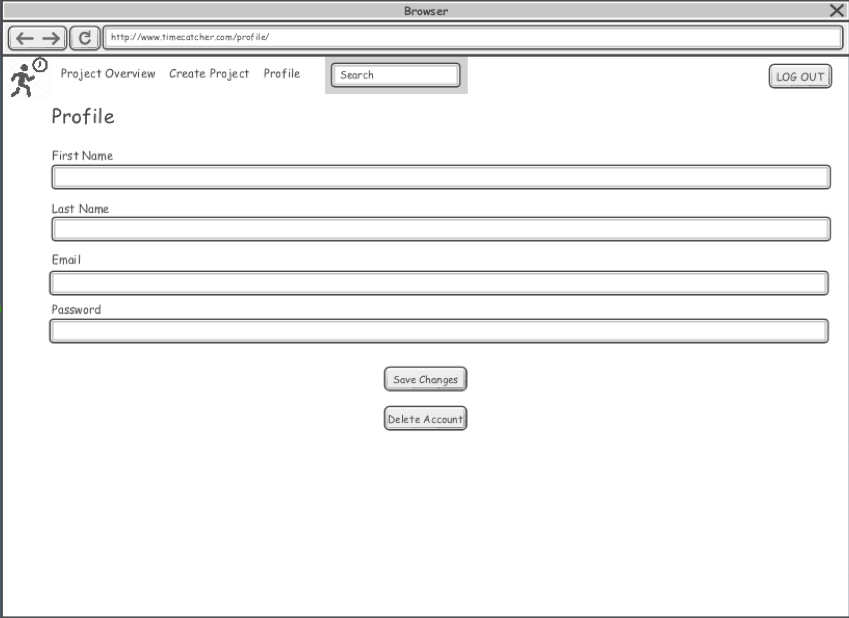 Browser
http://www.timecatcher.com/profile/
Project Overview Create Project Profile Search LOG OUT
Profile
First Name
Last Name
Email
Password
Save Changes
Delete Account